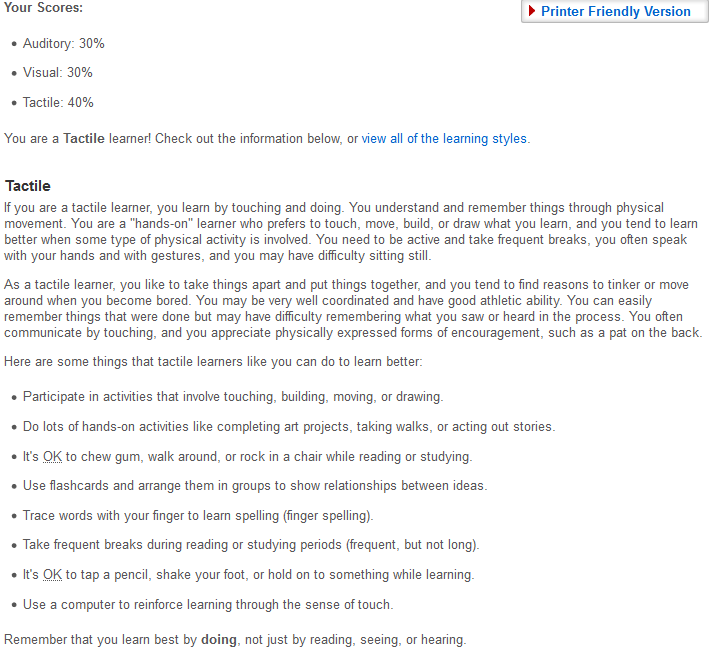 Your Scores:
Printer Friendly Version
Auditory: 30%
Visual: 30%
Tactile: 40%
You are a Tactile learner! Check out the information below, or view all of the learning styles.
Tactile
If you are a tactile learner, you learn by touching and doing. You understand and remember things through physical
movement. You are a "hands-on" learner who prefers to touch, move, build, or draw what you learn, and you tend to learn
better when some type of physical activity is involved. You need to be active and take frequent breaks, you often speak
with your hands and with gestures, and you may have difficulty sitting still.
As a tactile learner, you like to take things apart and put things together, and you tend to find reasons to tinker or move
around when you become bored. You may be very well coordinated and have good athletic ability. You can easily
remember things that were done but may have difficulty remembering what you saw or heard in the process. You often
communicate by touching, and you appreciate physically expressed forms of encouragement, such as a pat on the back.
Here are some things that tactile learners like you can do to learn better:
Participate in activities that involve touching, building, moving, or drawing.
Do lots of hands-on activities like completing art projects, taking walks, or acting out stories.
It's OK to chew gum, walk around, or rock in a chair while reading or studying.
Use flashcards and arrange them in groups to show relationships between ideas.
Trace words with your finger to learn spelling (finger spelling).
Take frequent breaks during reading or studying periods (frequent, but not long).
It's OK to tap a pencil, shake your foot, or hold on to something while learning.
Use a computer to reinforce learning through the sense of touch.
Remember that you learn best by doing, not just by reading, seeing, or hearing.